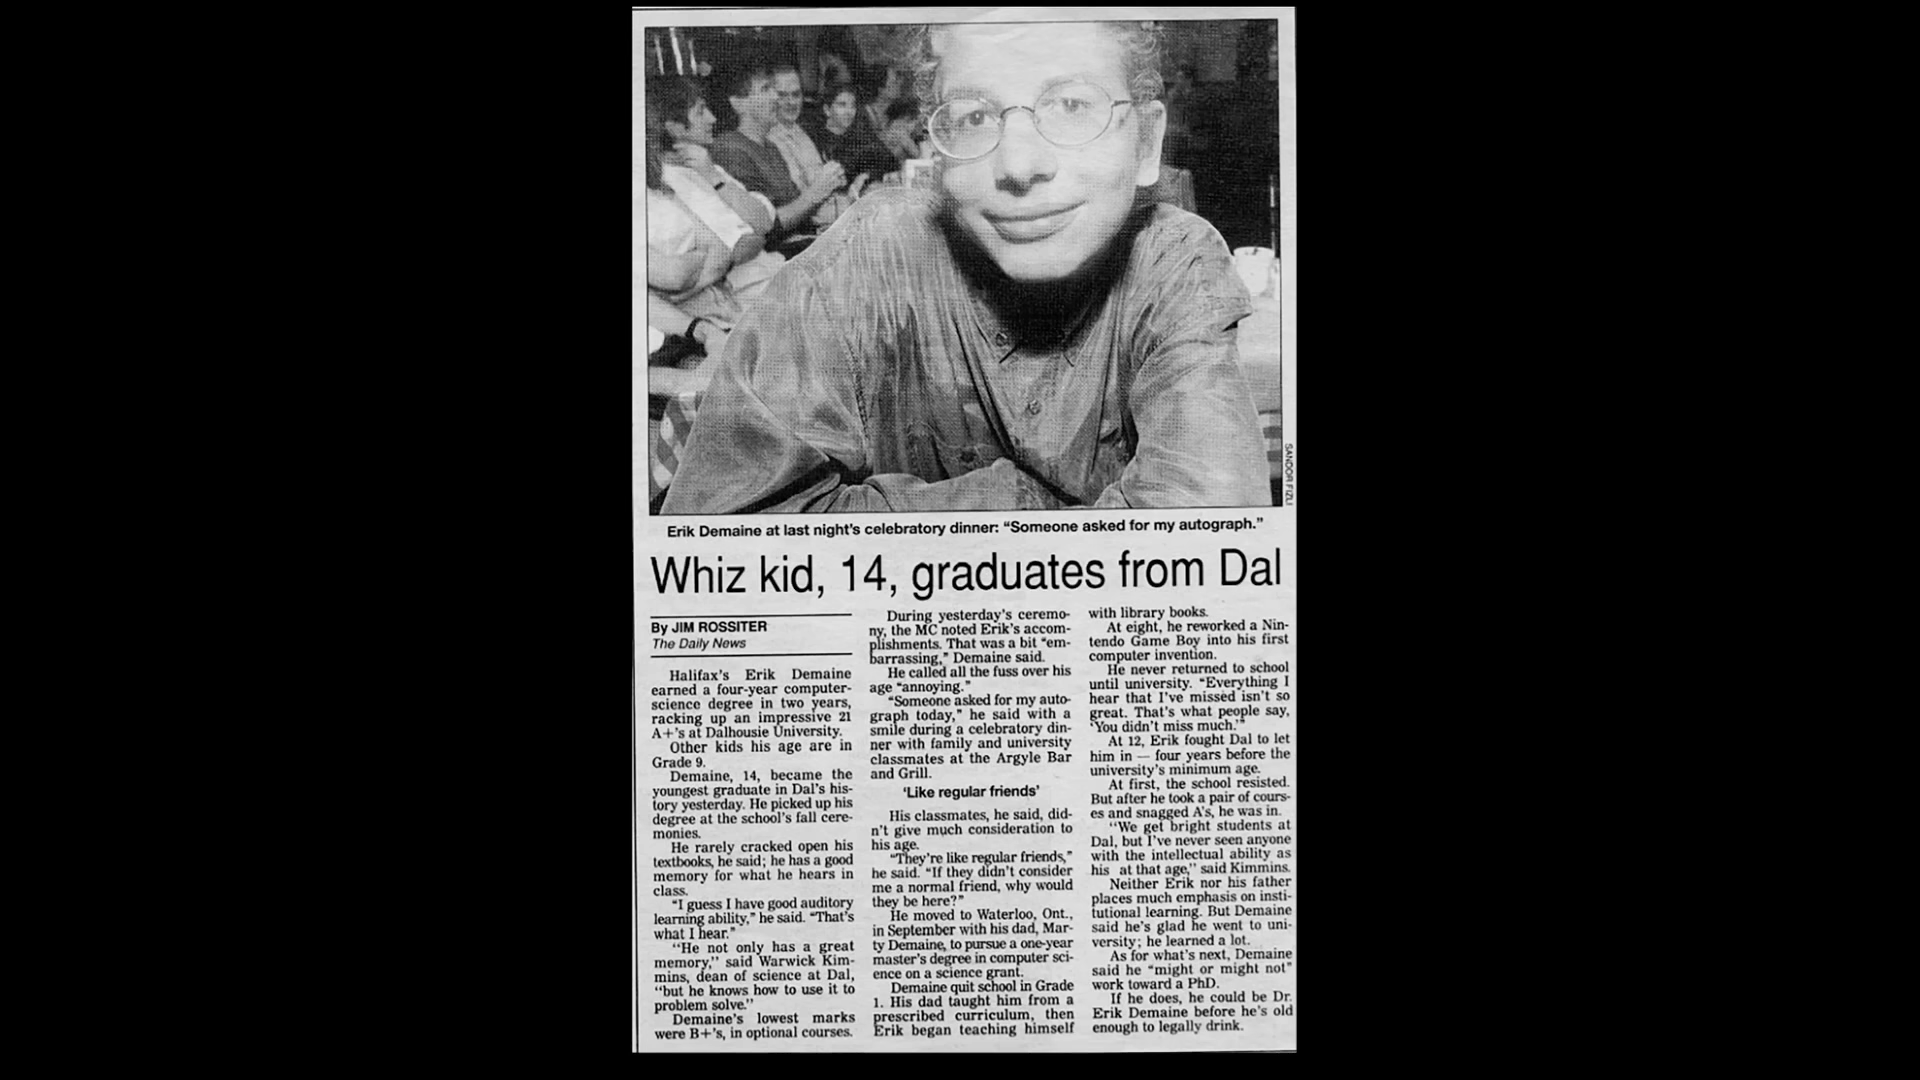 SANDOR FIZLI
Erik Demaine at last night's celebratory dinner: “Someone asked for my autograph.”
Whiz kid, 14, graduates from Dal
By JIM ROSSITER
The Daily News
Halifax's Erik Demaine
earned a four-year computer-
science degree in two years,
racking up an impressive 21
A+'s at Dalhousie University.
Other kids his age are in
Grade 9.
Demaine, 14, became the
youngest graduate in Dal's his-
tory yesterday. He picked up his
degree at the school's fall cere-
monies.
He rarely cracked open his
textbooks, he said; he has a good
memory for what he hears in
class.
“I guess I have good auditory
learning ability,” he said. “That's
what I hear.”
“He not only has a great
memory,” said Warwick Kim-
mins, dean of science at Dal,
“but he knows how to use it to
problem solve.”
Demaine's lowest marks
were B+'s, in optional courses.
During yesterday's ceremo-
ny, the MC noted Erik's accom-
plishments. That was a bit “em-
barrassing,” Demaine said.
He called all the fuss over his
age “annoying.”
“Someone asked for my auto-
graph today,” he said with a
smile during a celebratory din-
ner with family and university
classmates at the Argyle Bar
and Grill.
‘Like regular friends’
His classmates, he said, did-
n't give much consideration to
his age.
“They're like regular friends,”
he said. “If they didn't consider
me a normal friend, why would
they be here?”
He moved to Waterloo, Ont.,
in September with his dad, Mar-
ty Demaine, to pursue a one-year
master's degree in computer sci-
ence on a science grant.
Demaine quit school in Grade
1. His dad taught him from a
prescribed curriculum, then
Erik began teaching himself
with library books.
At eight, he reworked a Nin-
tendo Game Boy into his first
computer invention.
He never returned to school
until university. “Everything I
hear that I've missed isn't so
great. That's what people say,
‘You didn't miss much.’”
At 12, Erik fought Dal to let
him in — four years before the
university's minimum age.
At first, the school resisted.
But after he took a pair of cours-
es and snagged A's, he was in.
“We get bright students at
Dal, but I've never seen anyone
with the intellectual ability as
his at that age,” said Kimmins.
Neither Erik nor his father
places much emphasis on insti-
tutional learning. But Demaine
said he's glad he went to uni-
versity; he learned a lot.
As for what's next, Demaine
said he “might or might not”
work toward a PhD.
If he does, he could be Dr.
Erik Demaine before he's old
enough to legally drink.